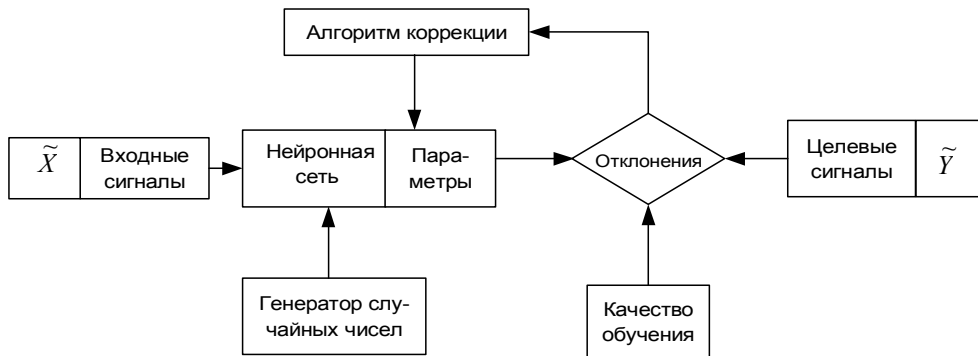 Алгоритм коррекции
X̃
Входные
сигналы
Нейронная
сеть
Пара-
метры
Отклонения
Целевые
сигналы
Ỹ
Генератор слу-
чайных чисел
Качество
обучения